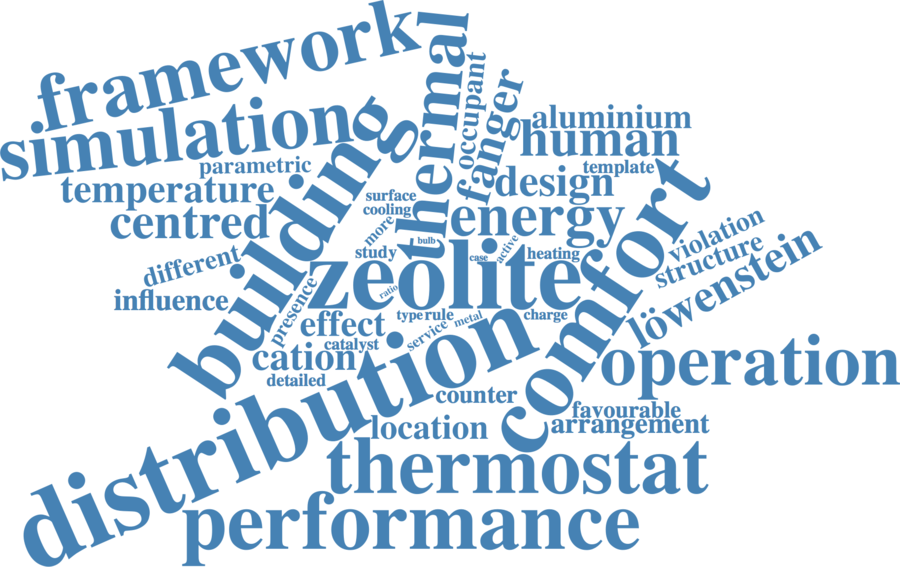 framework
simulation
parametric
temperature
centred
different
influence
building
thermal
occupant
fanger
aluminium
human
template
design
energy
surface
cooling
more
bulb
study
case
active
heating
zeolite
comfort
violation
structure
löwenstein
presence
ratio
effect
type
rule
charge
catalyst
service
metal
cation
detailed
distribution
counter
operation
location
favourable
arrangement
thermostat
performance